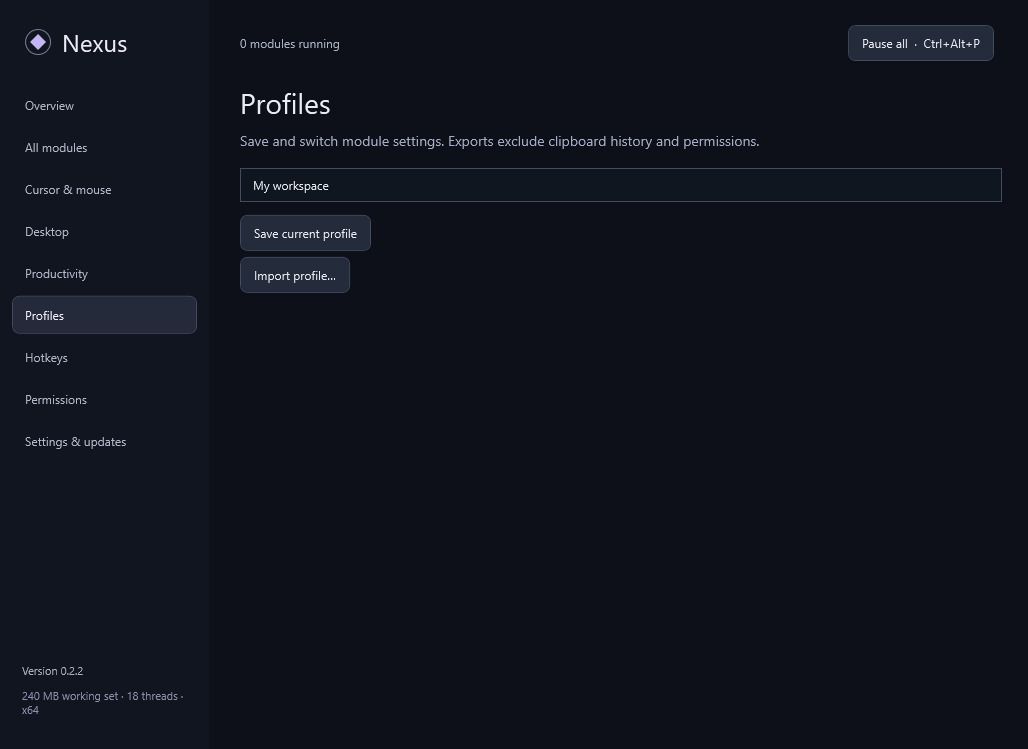 Nexus
Overview
All modules
Cursor & mouse
Desktop
Productivity
Profiles
Hotkeys
Permissions
Settings & updates
Version 0.2.2
240 MB working set · 18 threads ·
x64
0 modules running
Pause all · Ctrl+Alt+P
Profiles
Save and switch module settings. Exports exclude clipboard history and permissions.
My workspace
Save current profile
Import profile...